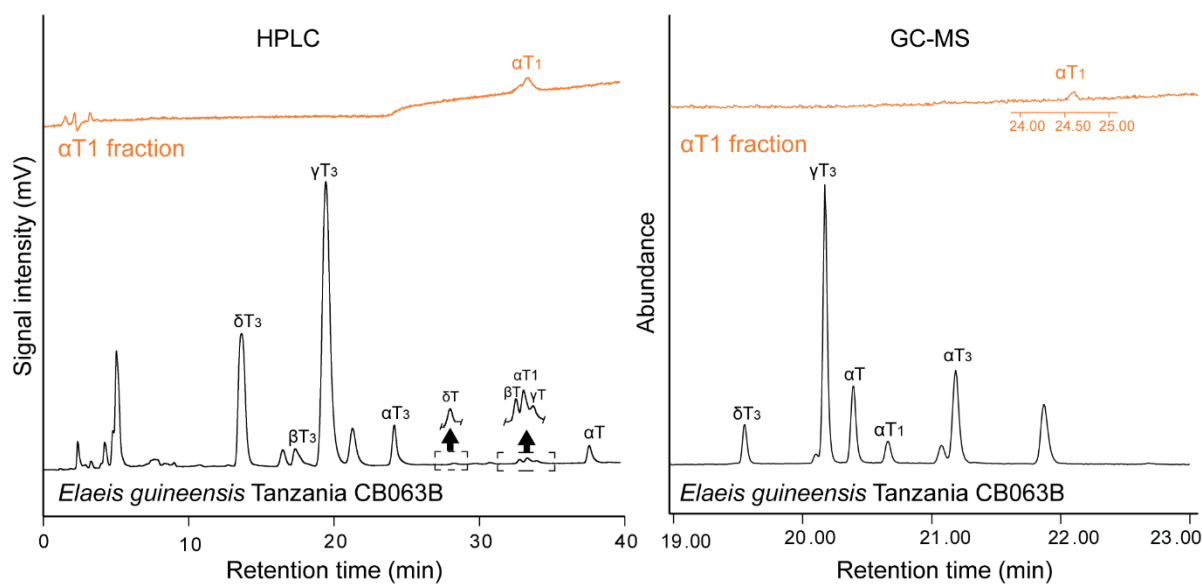 HPLC
αT1
αT1 fraction
Signal intensity (mV)
γT3
δT3
βT3
αT3
δT
αT1
βT
γT
αT
Elaeis guineensis Tanzania CB063B
0
10
20
30
40
Retention time (min)
GC-MS
αT1
24.00
24.50
25.00
αT1 fraction
Abundance
γT3
δT3
αT
αT1
αT3
Elaeis guineensis Tanzania CB063B
19.00
20.00
21.00
22.00
23.00
Retention time (min)